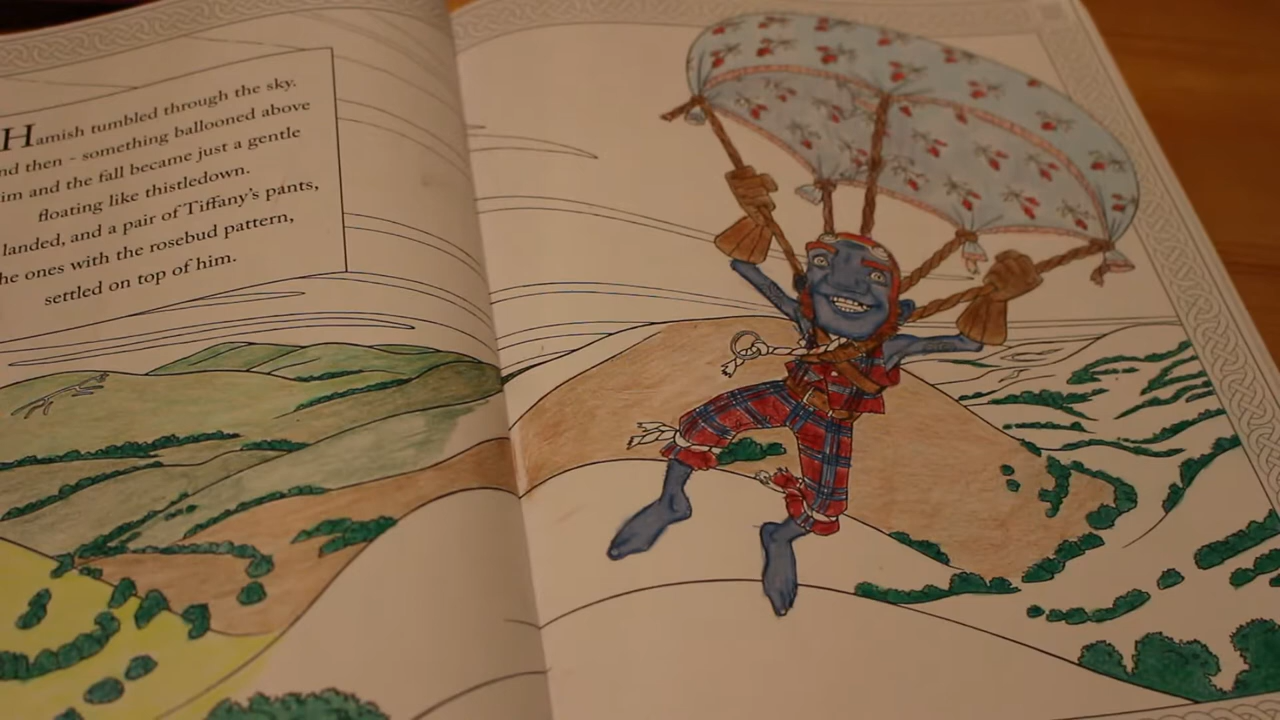 Hamish tumbled through the sky.
nd then - something ballooned above
im and the fall became just a gentle
floating like thistledown.
landed, and a pair of Tiffany's pants,
he ones with the rosebud pattern,
settled on top of him.